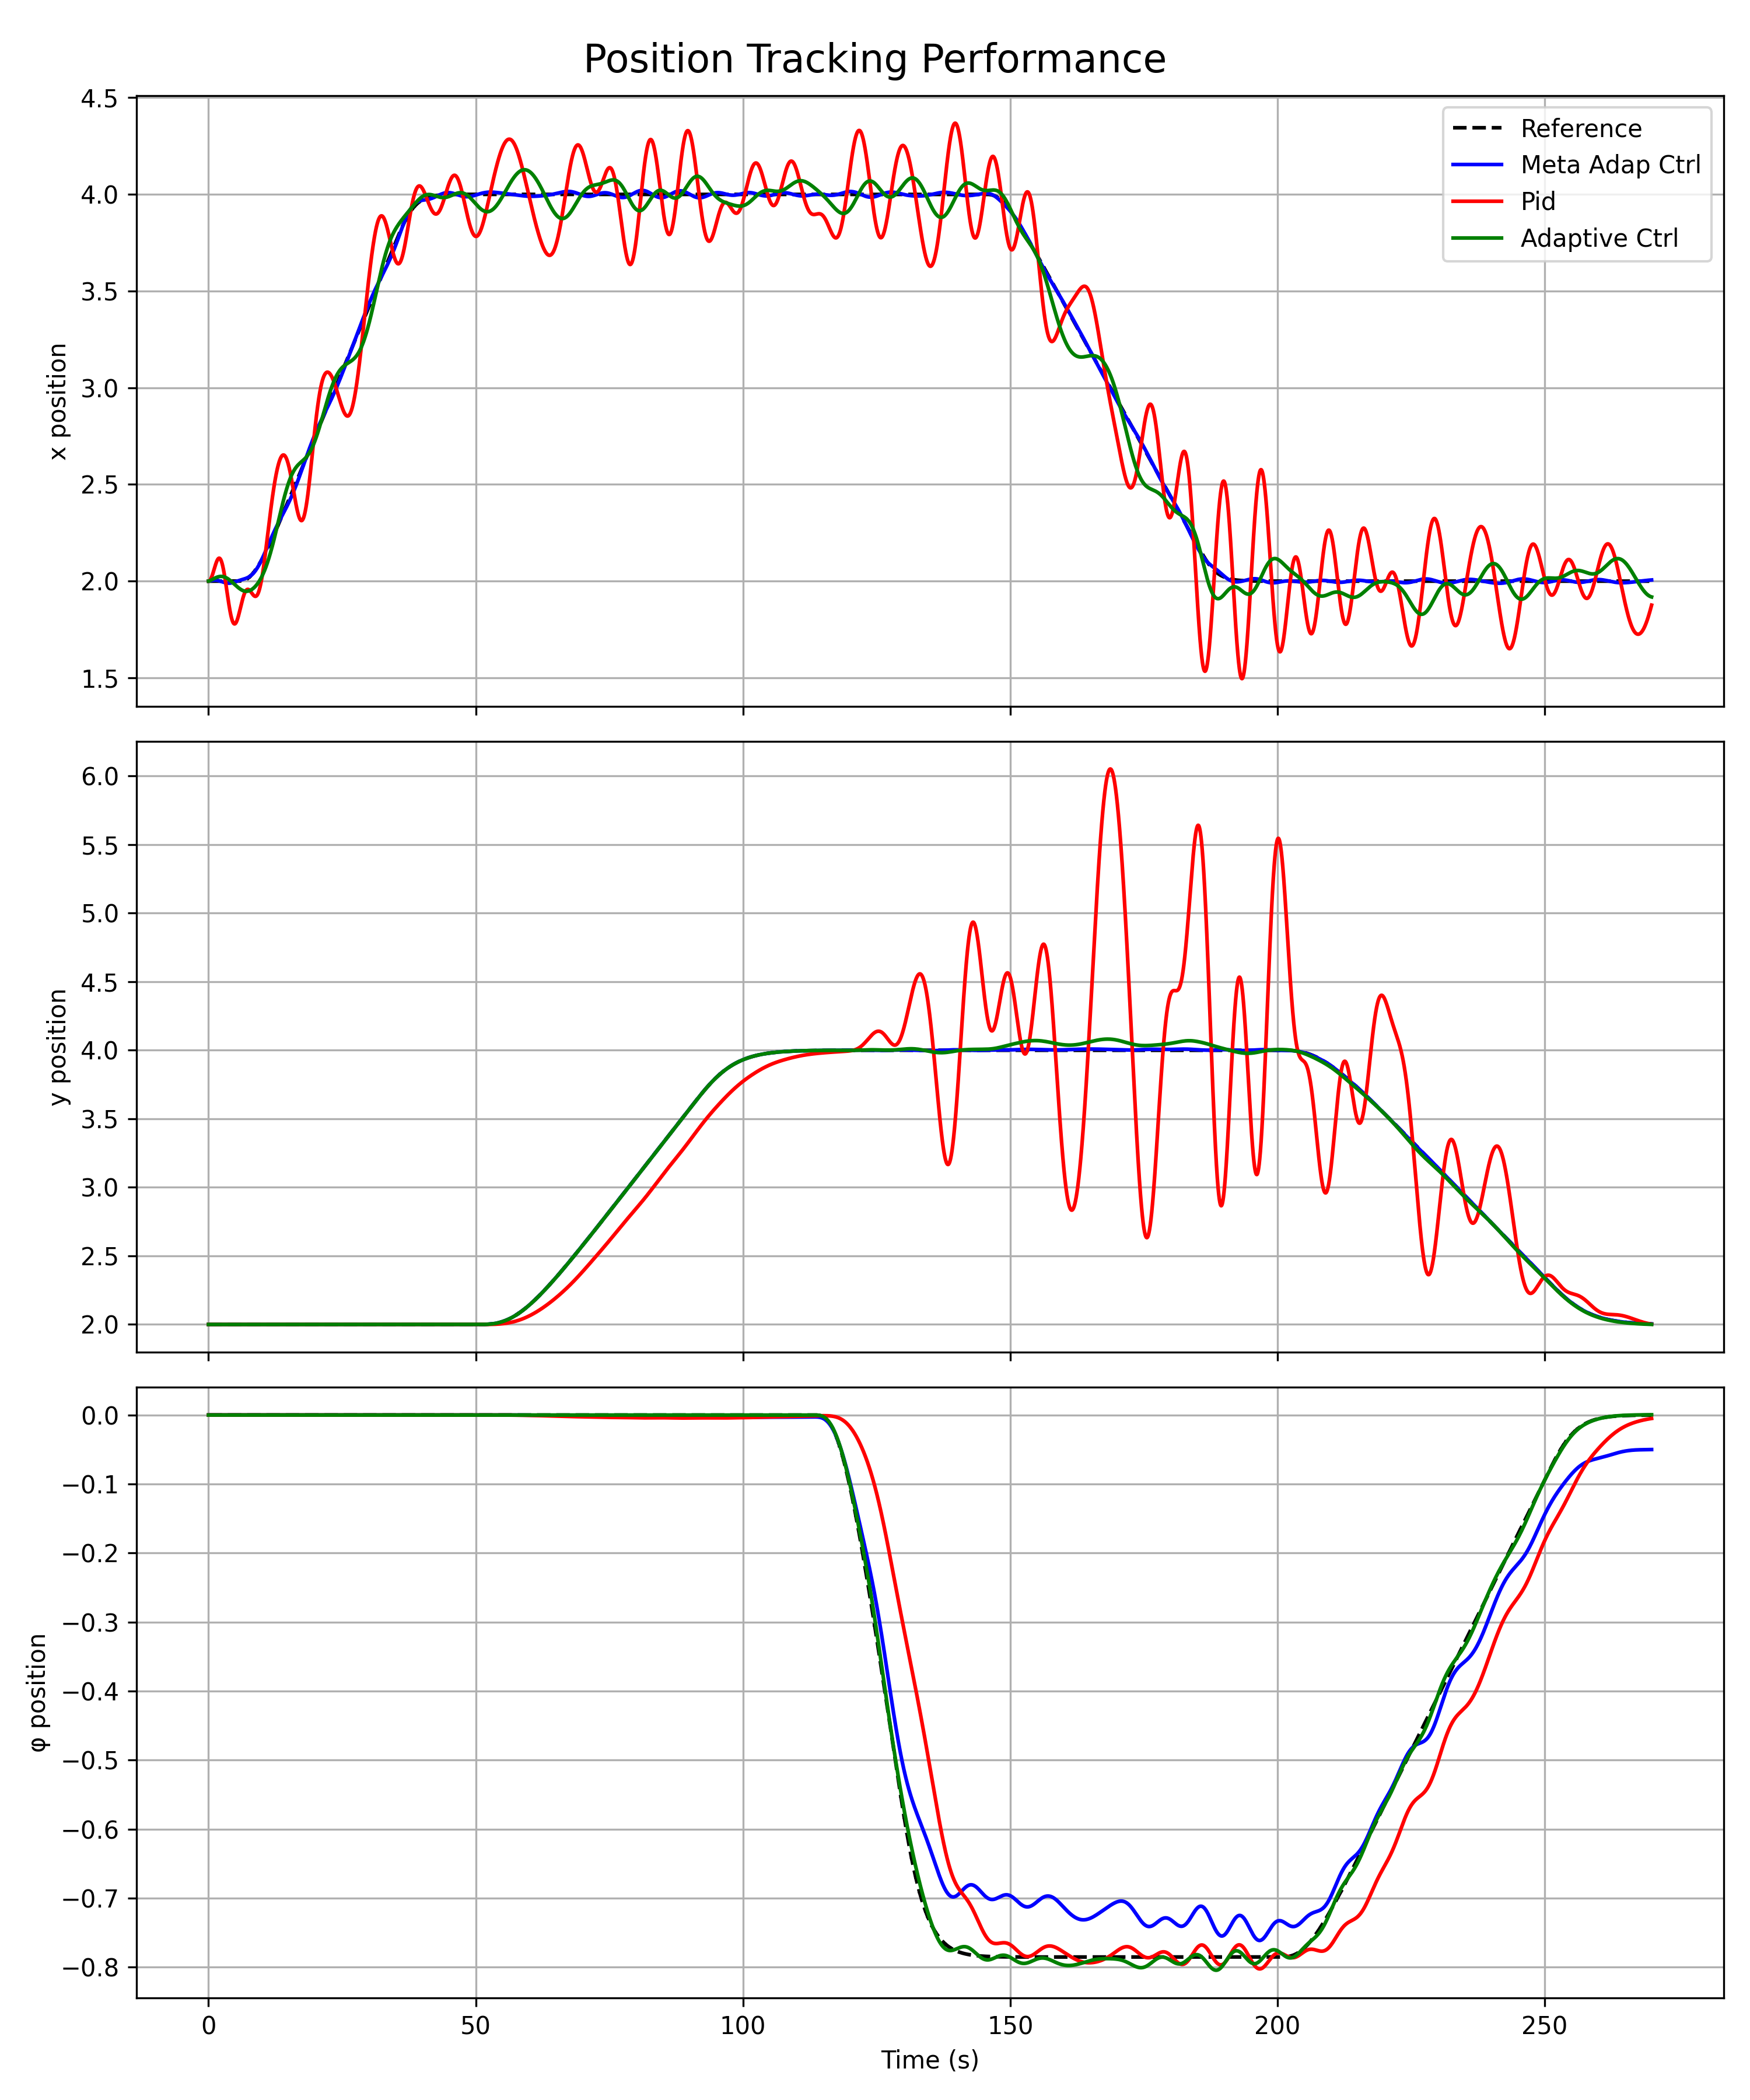 Position Tracking Performance
4.5
4.0
3.5
3.0
2.5
2.0
1.5
x position
Reference
Meta Adap Ctrl
Pid
Adaptive Ctrl
6.0
5.5
5.0
4.5
4.0
3.5
3.0
2.5
2.0
y position
0.0
−0.1
−0.2
−0.3
−0.4
−0.5
−0.6
−0.7
−0.8
φ position
0 50 100 150 200 250
Time (s)